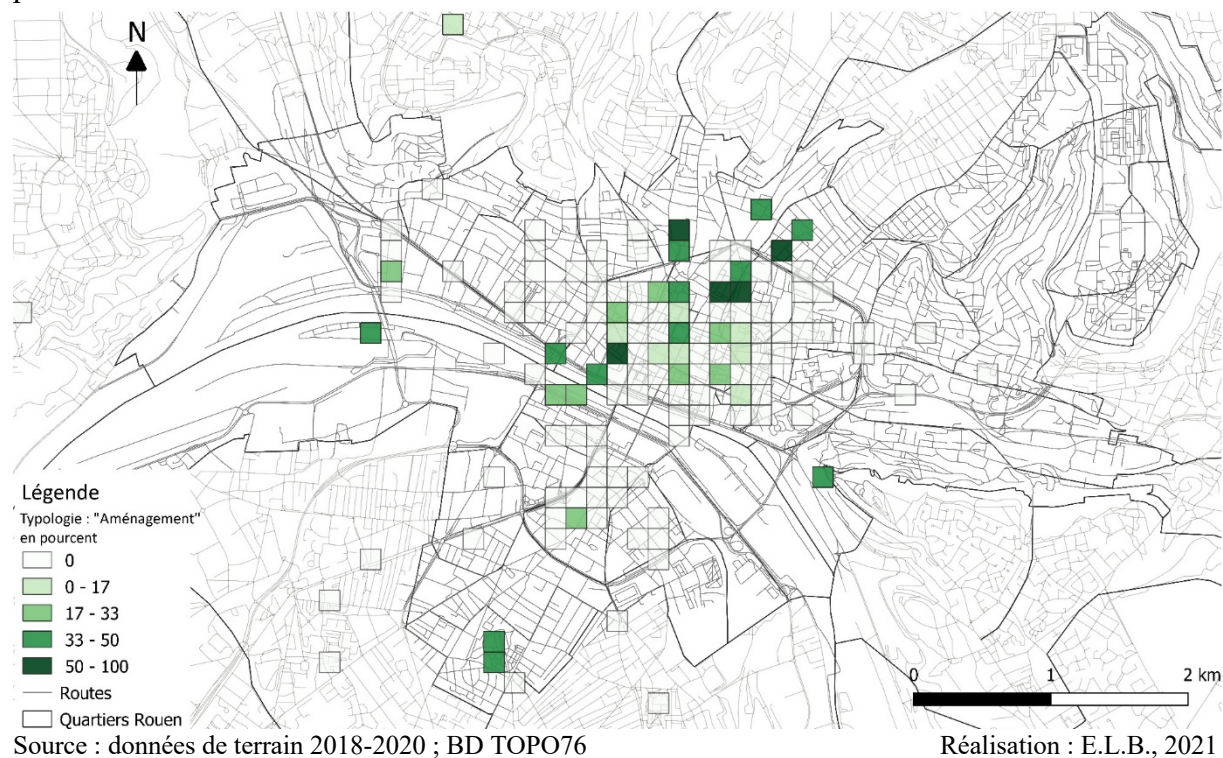 N
Légende
Typologie : "Aménagement"
en pourcent
0
0 - 17
17 - 33
33 - 50
50 - 100
Routes
Quartiers Rouen
0 1 2 km
Source : données de terrain 2018-2020 ; BD TOPO76 Réalisation : E.L.B., 2021